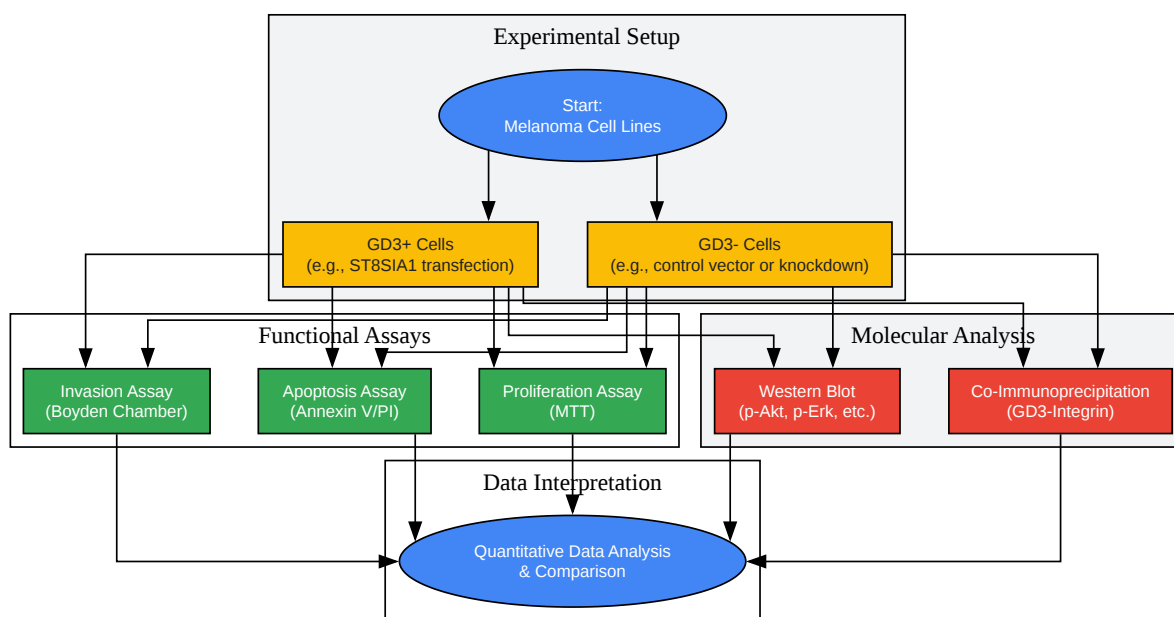 Experimental Setup
Start:
Melanoma Cell Lines
GD3+ Cells
(e.g., ST8SIA1 transfection)
GD3- Cells
(e.g., control vector or knockdown)
Functional Assays
Molecular Analysis
Invasion Assay
(Boyden Chamber)
Apoptosis Assay
(Annexin V/PI)
Proliferation Assay
(MTT)
Western Blot
(p-Akt, p-Erk, etc.)
Co-Immunoprecipitation
(GD3-Integrin)
Data Interpretation
Quantitative Data Analysis
& Comparison